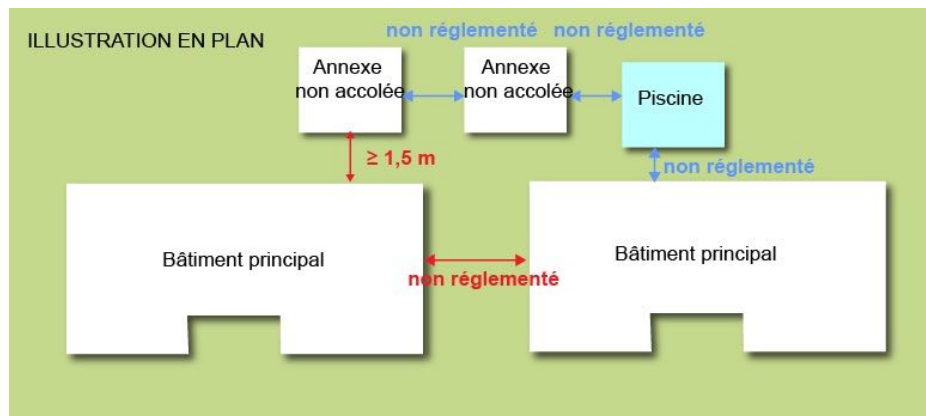 ILLUSTRATION EN PLAN
non réglementé
non réglementé
Annexe
non accolée
Annexe
non accolée
Piscine
≥ 1,5 m
non réglementé
Bâtiment principal
Bâtiment principal
non réglementé